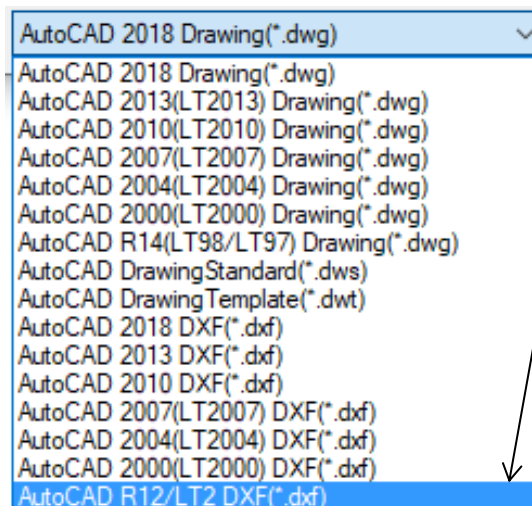 AutoCAD 2018 Drawing(*.dwg)
AutoCAD 2018 Drawing(*.dwg)
AutoCAD 2013(LT2013) Drawing(*.dwg)
AutoCAD 2010(LT2010) Drawing(*.dwg)
AutoCAD 2007(LT2007) Drawing(*.dwg)
AutoCAD 2004(LT2004) Drawing(*.dwg)
AutoCAD 2000(LT2000) Drawing(*.dwg)
AutoCAD R14(LT98/LT97) Drawing(*.dwg)
AutoCAD DrawingStandard(*.dws)
AutoCAD DrawingTemplate(*.dwt)
AutoCAD 2018 DXF(*.dxf)
AutoCAD 2013 DXF(*.dxf)
AutoCAD 2010 DXF(*.dxf)
AutoCAD 2007(LT2007) DXF(*.dxf)
AutoCAD 2004(LT2004) DXF(*.dxf)
AutoCAD 2000(LT2000) DXF(*.dxf)
AutoCAD R12/LT2 DXF(*.dxf)